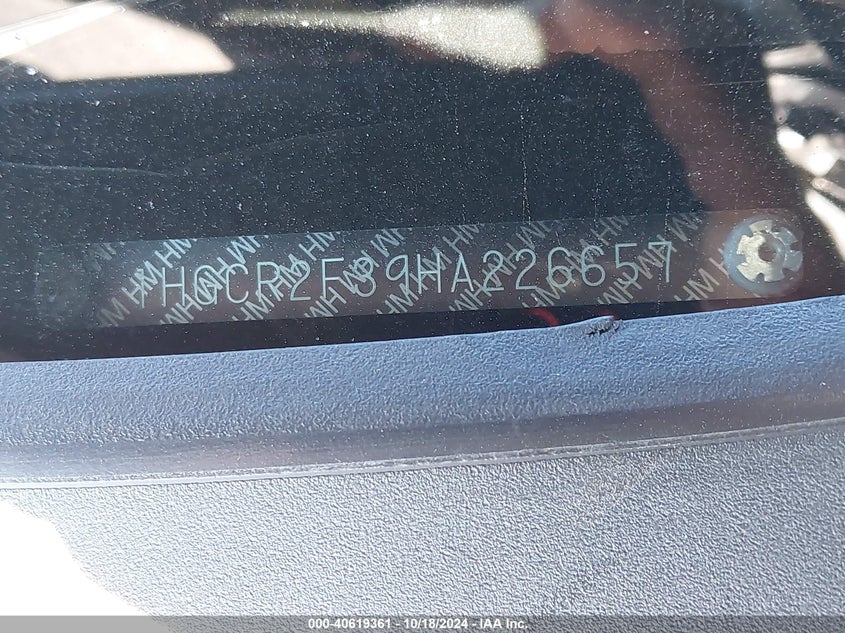 1HGCR2F39HA226657
000-40619361 - 10/18/2024 - IAA Inc.